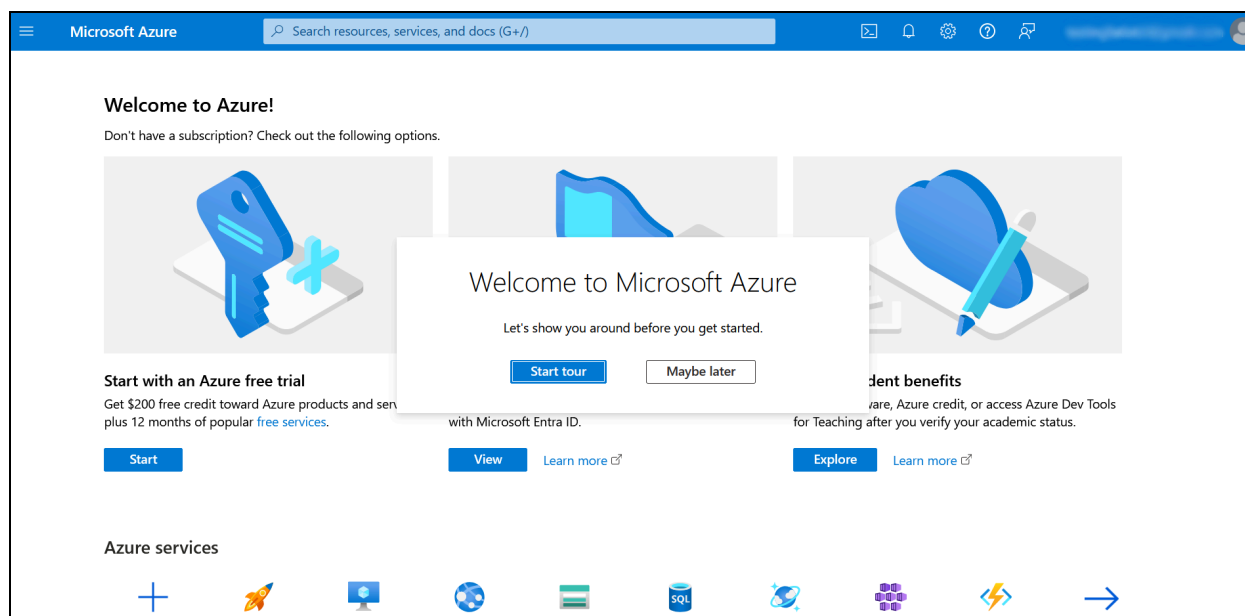 Microsoft Azure
Search resources, services, and docs (G+/)
Welcome to Azure!
Don't have a subscription? Check out the following options.
Welcome to Microsoft Azure
Let's show you around before you get started.
Start tour
Maybe later
Start with an Azure free trial
Get $200 free credit toward Azure products and
plus 12 months of popular free services.
Start
with Microsoft Entra ID.
View
Learn more
benefits
Azure credit, or access Azure Dev Tools
for Teaching after you verify your academic status.
Explore
Learn more
Azure services
SQL